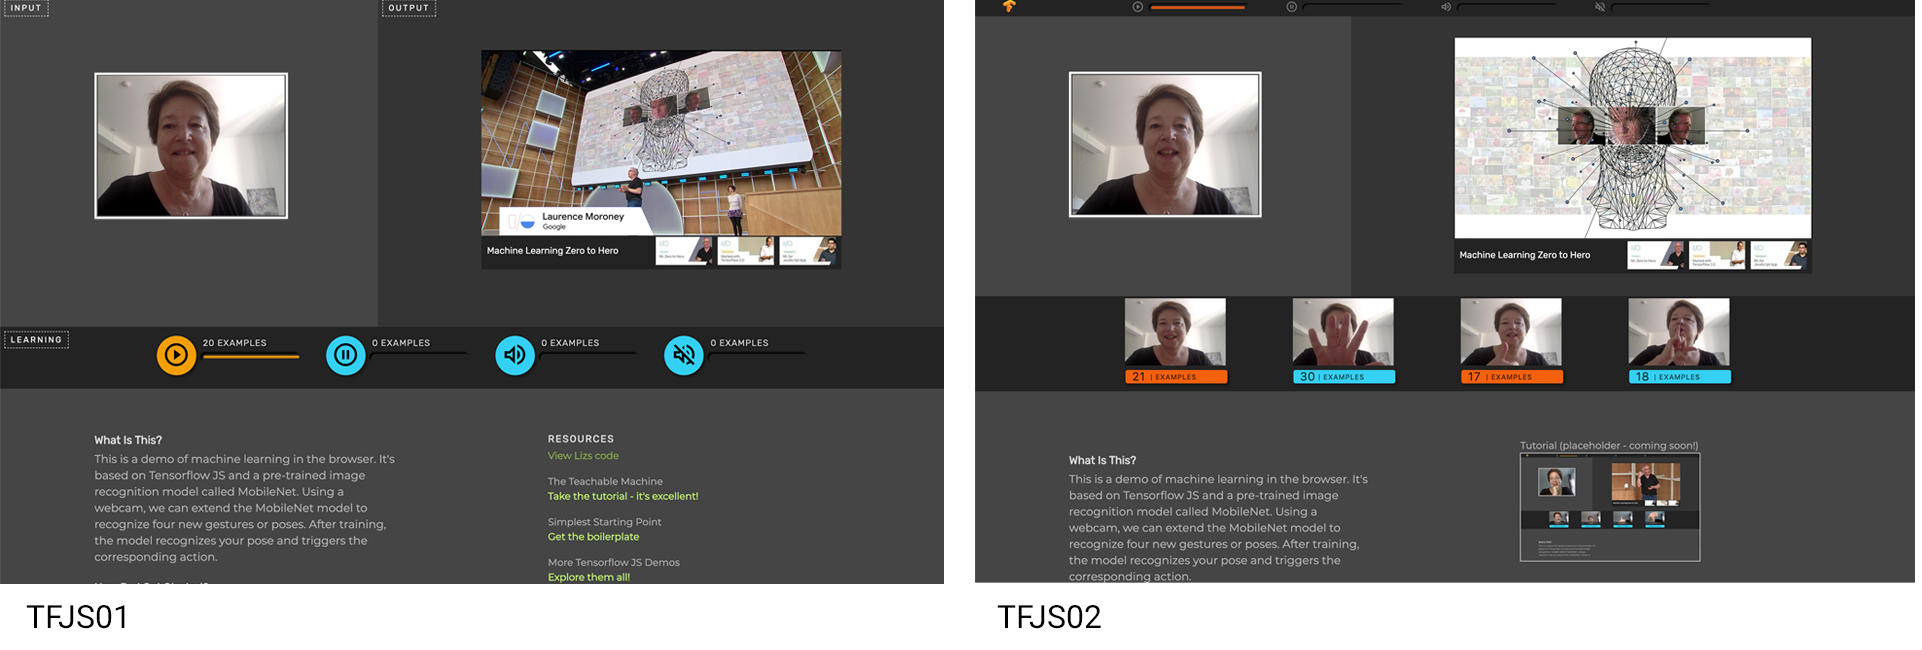 INPUT
OUTPUT
Laurence Moroney
Google
Machine Learning Zero to Hero
LEARNING
20 EXAMPLES
0 EXAMPLES
0 EXAMPLES
0 EXAMPLES
What Is This?
This is a demo of machine learning in the browser. It's
based on Tensorflow JS and a pre-trained image
recognition model called MobileNet. Using a
webcam, we can extend the MobileNet model to
recognize four new gestures or poses. After training,
the model recognizes your pose and triggers the
corresponding action.
RESOURCES
View Lizs code
The Teachable Machine
Take the tutorial - it's excellent!
Simplest Starting Point
Get the boilerplate
More Tensorflow JS Demos
Explore them all!
TFJS01
Machine Learning Zero to Hero
21 | EXAMPLES
30 | EXAMPLES
17 | EXAMPLES
18 | EXAMPLES
What Is This?
This is a demo of machine learning in the browser. It's
based on Tensorflow JS and a pre-trained image
recognition model called MobileNet. Using a
webcam, we can extend the MobileNet model to
recognize four new gestures or poses. After training,
the model recognizes your pose and triggers the
corresponding action.
Tutorial (placeholder - coming soon!)
TFJS02